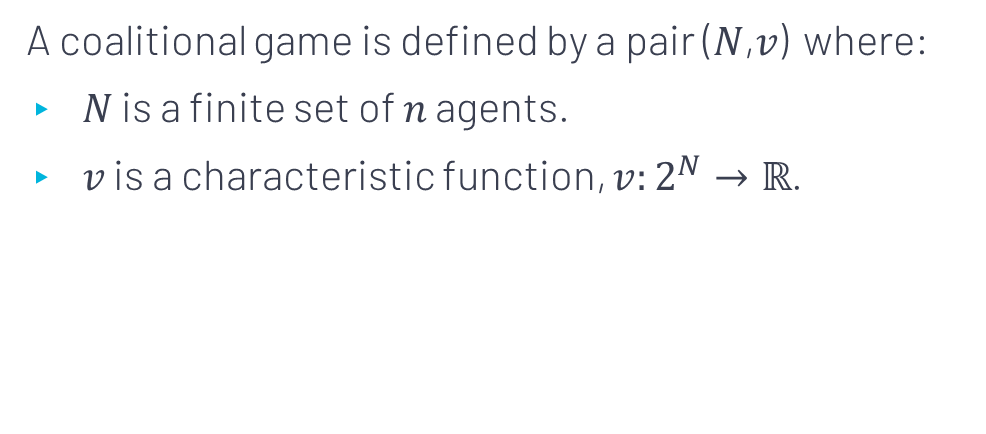 A coalitional game is defined by a pair (N,v) where:
▸ N is a finite set of n agents.
▸ v is a characteristic function, v: 2^N → ℝ.